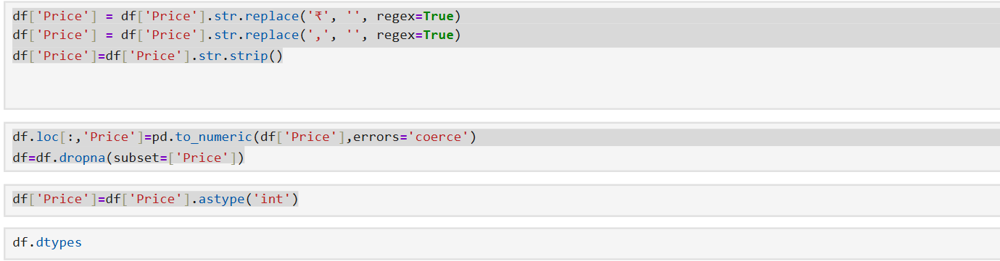 df['Price'] = df['Price'].str.replace('₹', '', regex=True)
df['Price'] = df['Price'].str.replace(',', '', regex=True)
df['Price']=df['Price'].str.strip()
df.loc[:,'Price']=pd.to_numeric(df['Price'],errors='coerce')
df=df.dropna(subset=['Price'])
df['Price']=df['Price'].astype('int')
df.dtypes